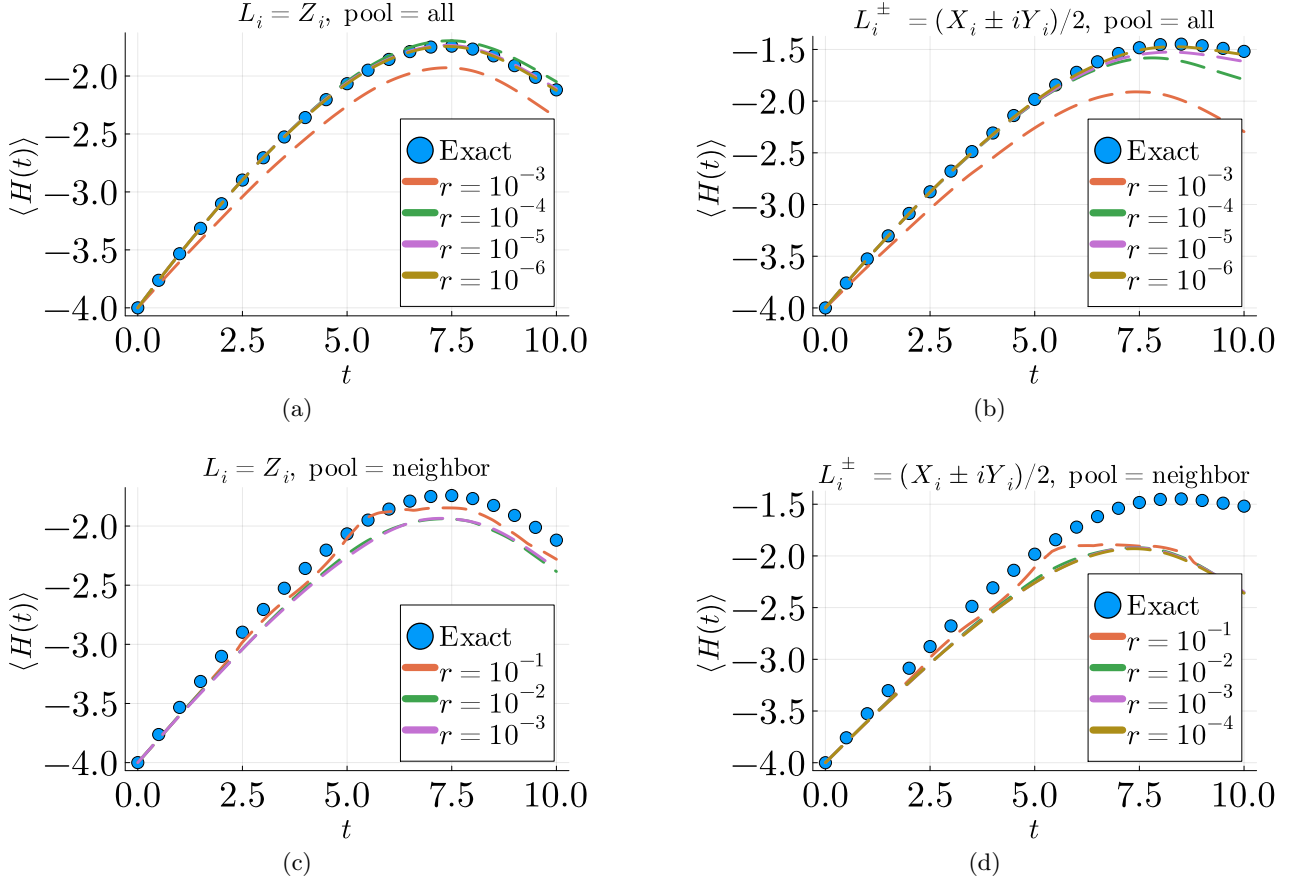 L_i = Z_i, pool = all
⟨H(t)⟩
−2.0
−2.5
−3.0
−3.5
−4.0
Exact
r = 10^−3
r = 10^−4
r = 10^−5
r = 10^−6
0.0 2.5 5.0 7.5 10.0
t
(a)
L_i^± = (X_i ± iY_i)/2, pool = all
⟨H(t)⟩
−1.5
−2.0
−2.5
−3.0
−3.5
−4.0
Exact
r = 10^−3
r = 10^−4
r = 10^−5
r = 10^−6
0.0 2.5 5.0 7.5 10.0
t
(b)
L_i = Z_i, pool = neighbor
⟨H(t)⟩
−2.0
−2.5
−3.0
−3.5
−4.0
Exact
r = 10^−1
r = 10^−2
r = 10^−3
0.0 2.5 5.0 7.5 10.0
t
(c)
L_i^± = (X_i ± iY_i)/2, pool = neighbor
⟨H(t)⟩
−1.5
−2.0
−2.5
−3.0
−3.5
−4.0
Exact
r = 10^−1
r = 10^−2
r = 10^−3
r = 10^−4
0.0 2.5 5.0 7.5 10.0
t
(d)